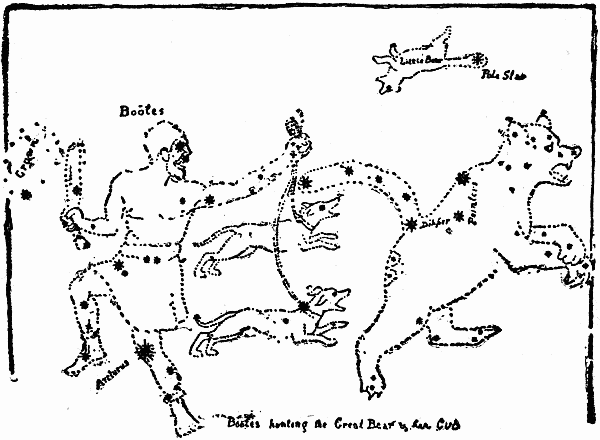 Little Bear
Pole Star
Boötes
Dipper
Pointers
Arcturus
Boötes hunting the Great Bear & her CUB